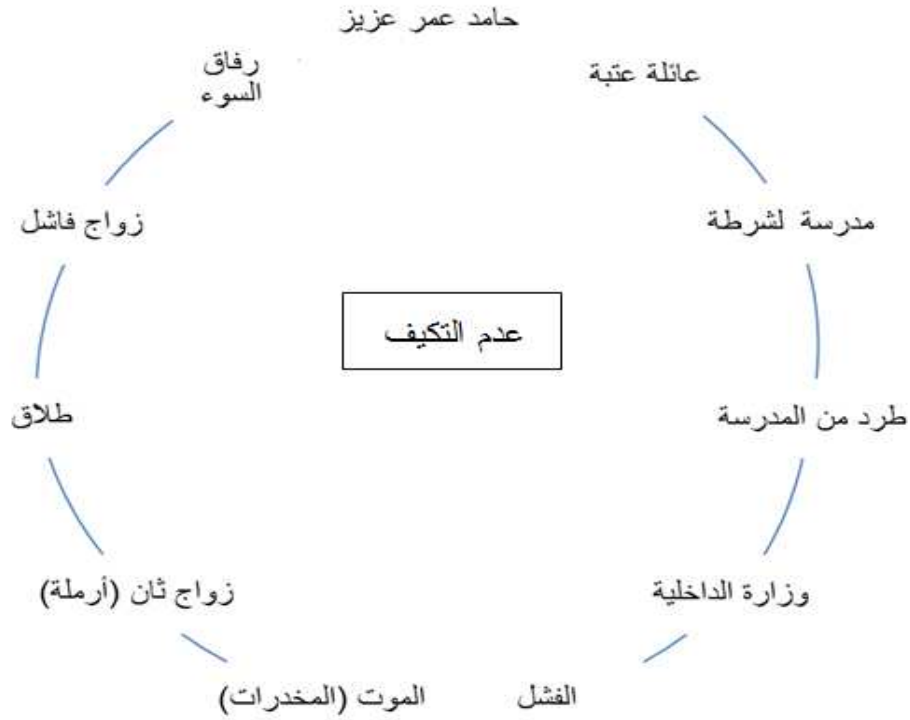 حامد عمر عزيز
عائلة عتبة
رفاق
السوء
مدرسة لشرطة
زواج فاشل
عدم التكيف
طرد من المدرسة
طلاق
وزارة الداخلية
زواج ثان (أرملة)
الفشل
الموت (المخدرات)